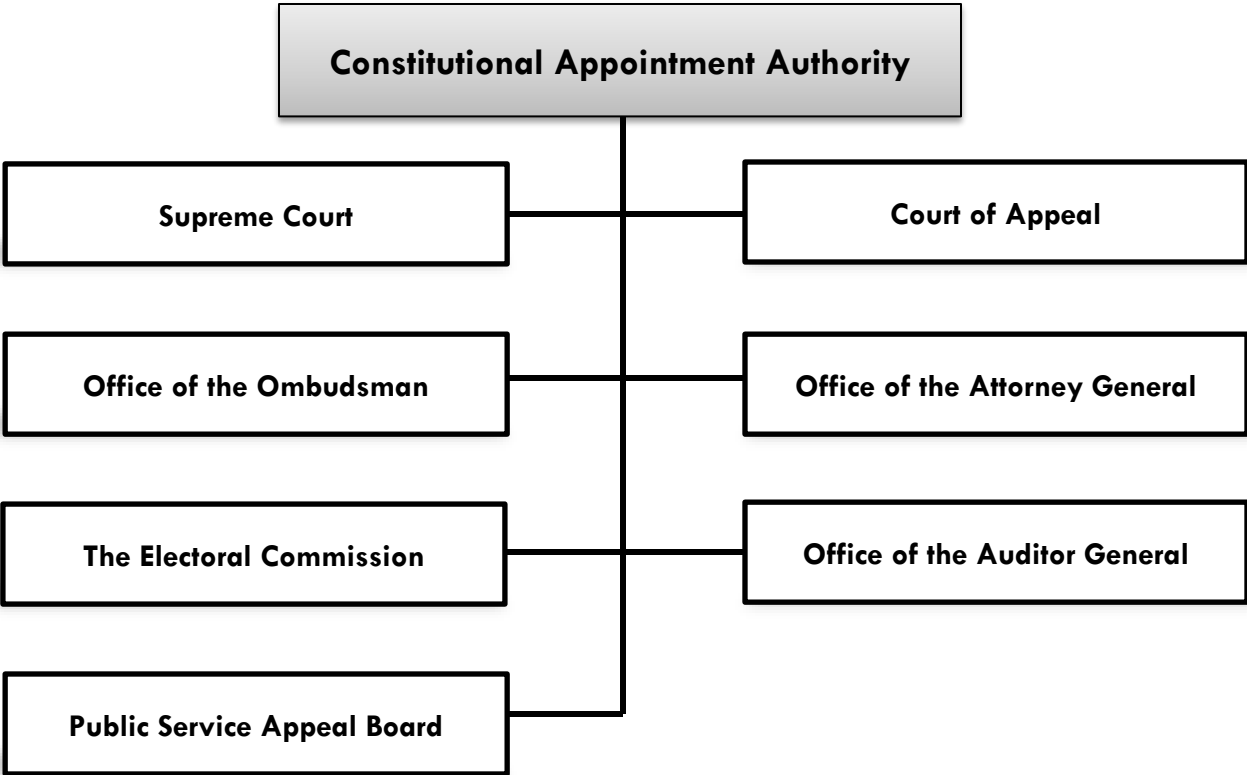 Constitutional Appointment Authority
Supreme Court
Court of Appeal
Office of the Ombudsman
Office of the Attorney General
The Electoral Commission
Office of the Auditor General
Public Service Appeal Board